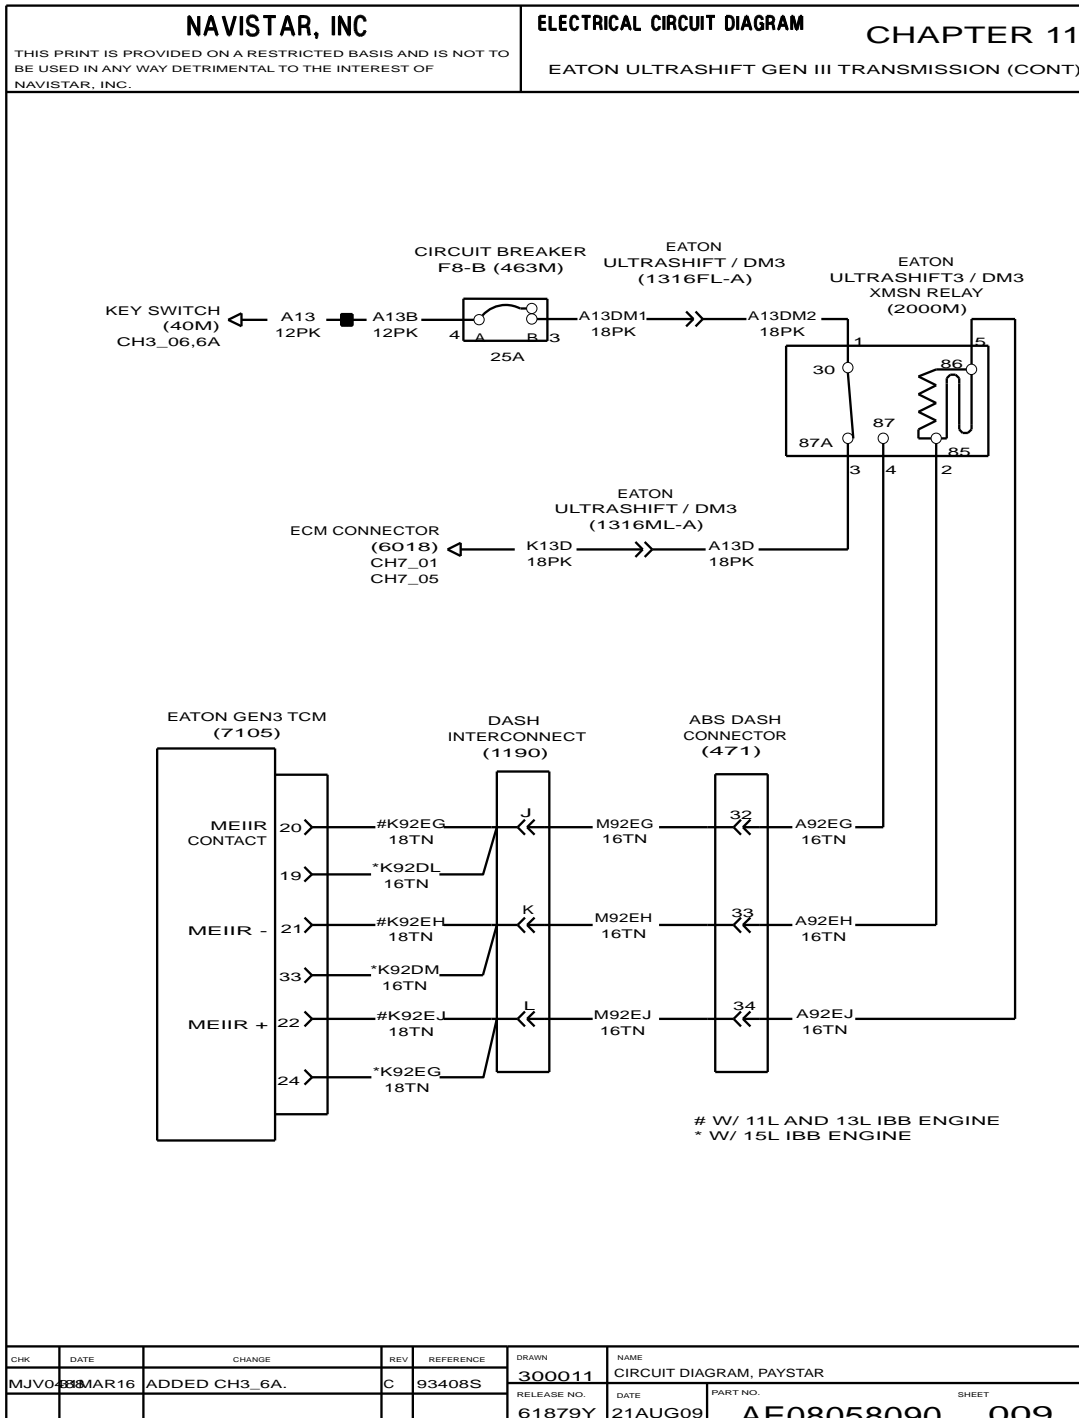 NAVISTAR, INC
THIS PRINT IS PROVIDED ON A RESTRICTED BASIS AND IS NOT TO
BE USED IN ANY WAY DETRIMENTAL TO THE INTEREST OF
NAVISTAR, INC.
ELECTRICAL CIRCUIT DIAGRAM
CHAPTER 11
EATON ULTRASHIFT GEN III TRANSMISSION (CONT)
CIRCUIT BREAKER
F8-B (463M)
EATON
ULTRASHIFT / DM3
(1316FL-A)
EATON
ULTRASHIFT3 / DM3
XMSN RELAY
(2000M)
KEY SWITCH
(40M)
CH3_06,6A
A13
12PK
A13B
12PK
4
A
B
3
25A
A13DM1
18PK
A13DM2
18PK
1
5
30
86
87A
87
85
3
4
2
EATON
ULTRASHIFT / DM3
(1316ML-A)
ECM CONNECTOR
(6018)
CH7_01
CH7_05
K13D
18PK
A13D
18PK
EATON GEN3 TCM
(7105)
DASH
INTERCONNECT
(1190)
ABS DASH
CONNECTOR
(471)
MEIIR
CONTACT
20
#K92EG
18TN
J
M92EG
16TN
32
A92EG
16TN
19
*K92DL
16TN
MEIIR -
21
#K92EH
18TN
K
M92EH
16TN
33
A92EH
16TN
33
*K92DM
16TN
MEIIR +
22
#K92EJ
18TN
L
M92EJ
16TN
34
A92EJ
16TN
24
*K92EG
18TN
# W/ 11L AND 13L IBB ENGINE
* W/ 15L IBB ENGINE
CHK
DATE
CHANGE
REV
REFERENCE
DRAWN
300011
NAME
CIRCUIT DIAGRAM, PAYSTAR
ADDED CH3_6A.
C
93408S
RELEASE NO.
61879Y
DATE
21AUG09
PART NO.
AE08058090
SHEET
009